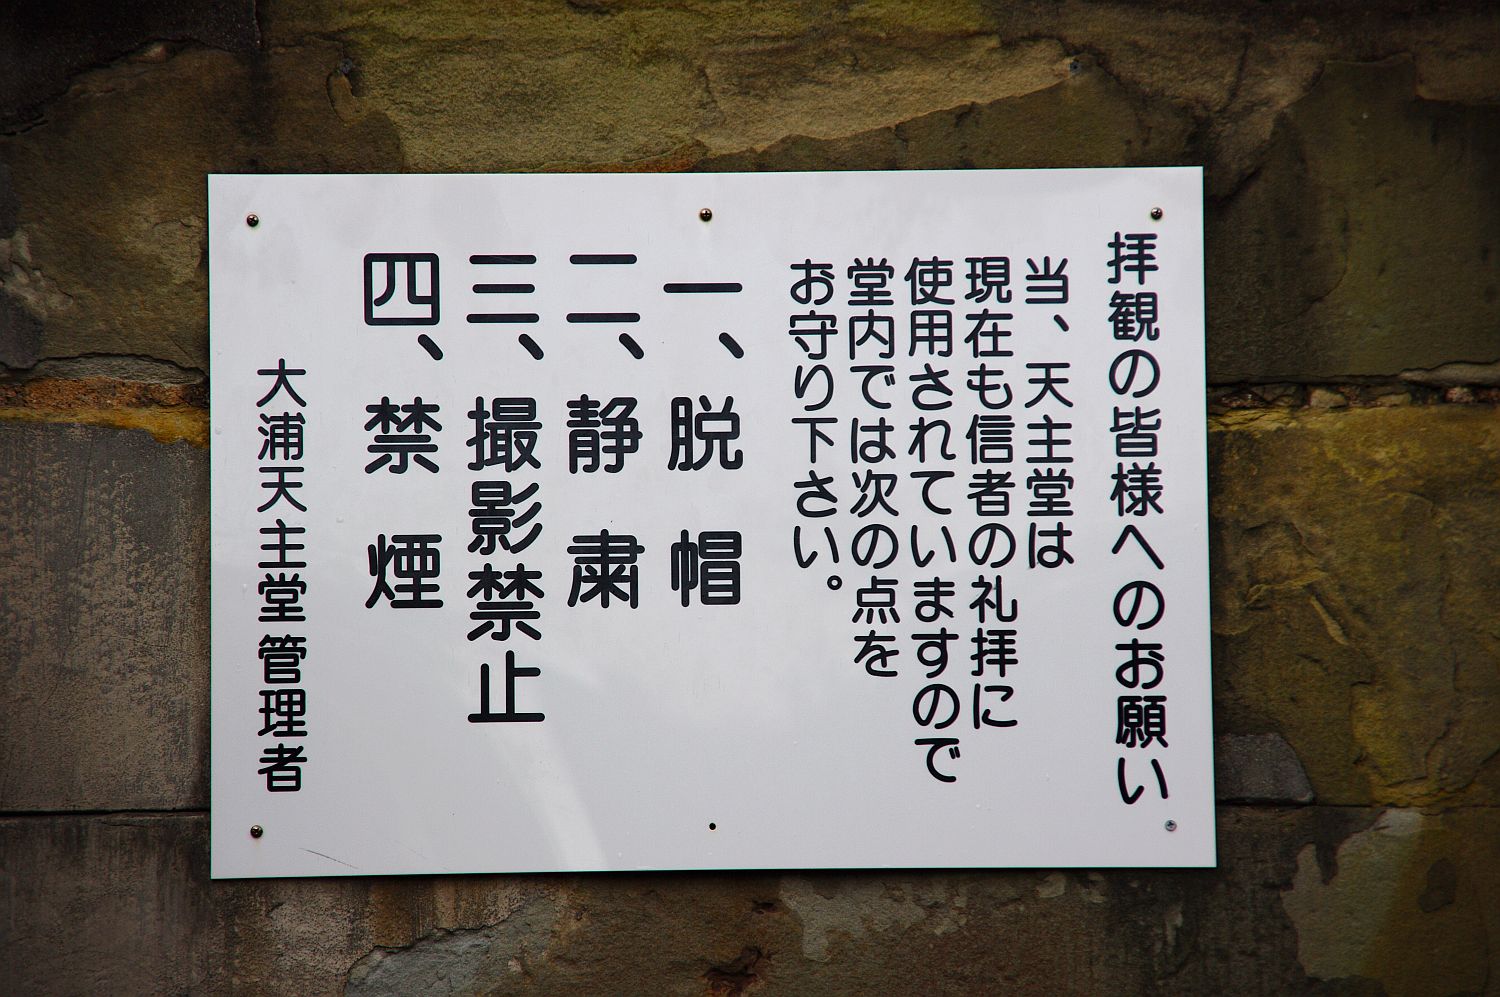 拝観の皆様へのお願い
当、天主堂は
現在も信者の礼拝に
使用されていますので
堂内では次の点を
お守り下さい。
一、脱帽
二、静粛
三、撮影禁止
四、禁煙
大浦天主堂管理者